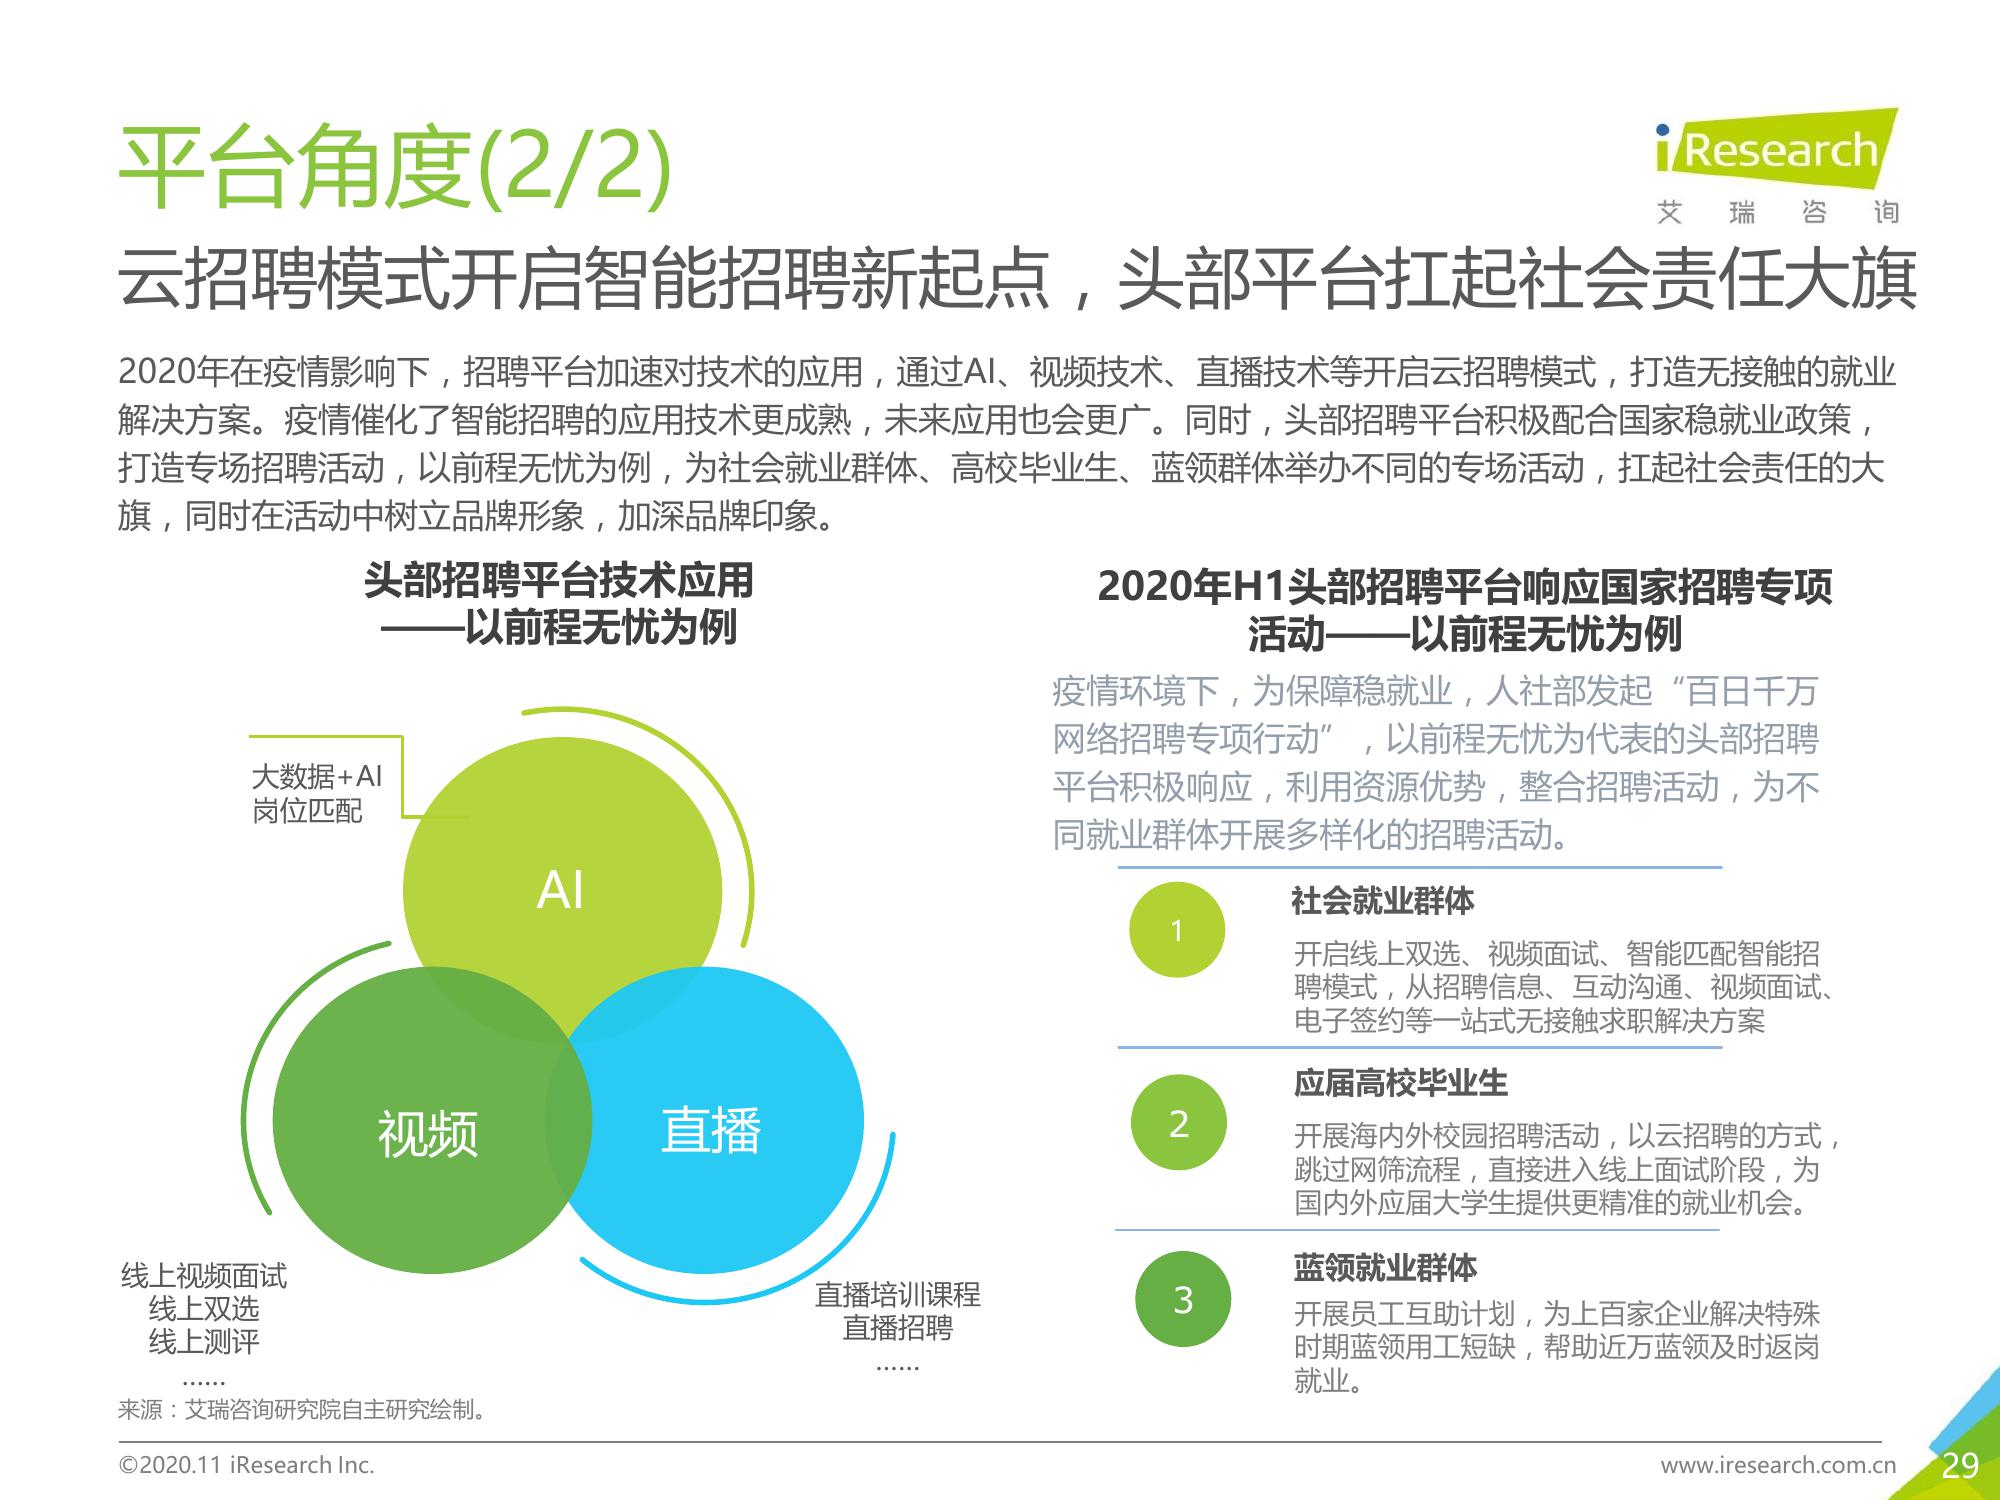 平台角度(2/2)
iResearch
艾瑞咨询
云招聘模式开启智能招聘新起点，头部平台扛起社会责任大旗
2020年在疫情影响下，招聘平台加速对技术的应用，通过AI、视频技术、直播技术等开启云招聘模式，打造无接触的就业
解决方案。疫情催化了智能招聘的应用技术更成熟，未来应用也会更广。同时，头部招聘平台积极配合国家稳就业政策，
打造专场招聘活动，以前程无忧为例，为社会就业群体、高校毕业生、蓝领群体举办不同的专场活动，扛起社会责任的大
旗，同时在活动中树立品牌形象，加深品牌印象。
头部招聘平台技术应用
——以前程无忧为例
大数据+AI
岗位匹配
AI
视频
直播
线上视频面试
线上双选
线上测评
......
直播培训课程
直播招聘
......
2020年H1头部招聘平台响应国家招聘专项
活动——以前程无忧为例
疫情环境下，为保障稳就业，人社部发起“百日千万
网络招聘专项行动”，以前程无忧为代表的头部招聘
平台积极响应，利用资源优势，整合招聘活动，为不
同就业群体开展多样化的招聘活动。
1
社会就业群体
开启线上双选、视频面试、智能匹配智能招
聘模式，从招聘信息、互动沟通、视频面试、
电子签约等一站式无接触求职解决方案
2
应届高校毕业生
开展海内外校园招聘活动，以云招聘的方式，
跳过网筛流程，直接进入线上面试阶段，为
国内外应届大学生提供更精准的就业机会。
3
蓝领就业群体
开展员工互助计划，为上百家企业解决特殊
时期蓝领用工短缺，帮助近万蓝领及时返岗
就业。
来源：艾瑞咨询研究院自主研究绘制。
©2020.11 iResearch Inc.
www.iresearch.com.cn
29